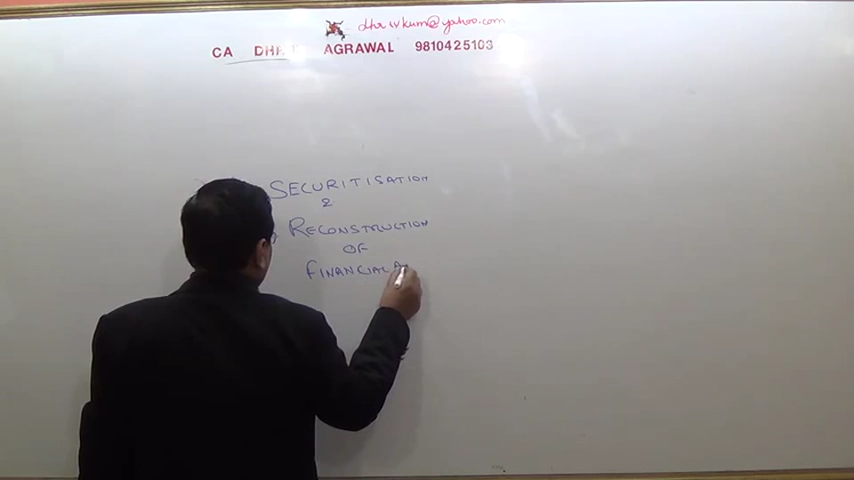 dhruvkum@yahoo.com
CA AGRAWAL 9810425103
SECURITISATION
&
RECONSTRUCTION
OF
FINANCIAL